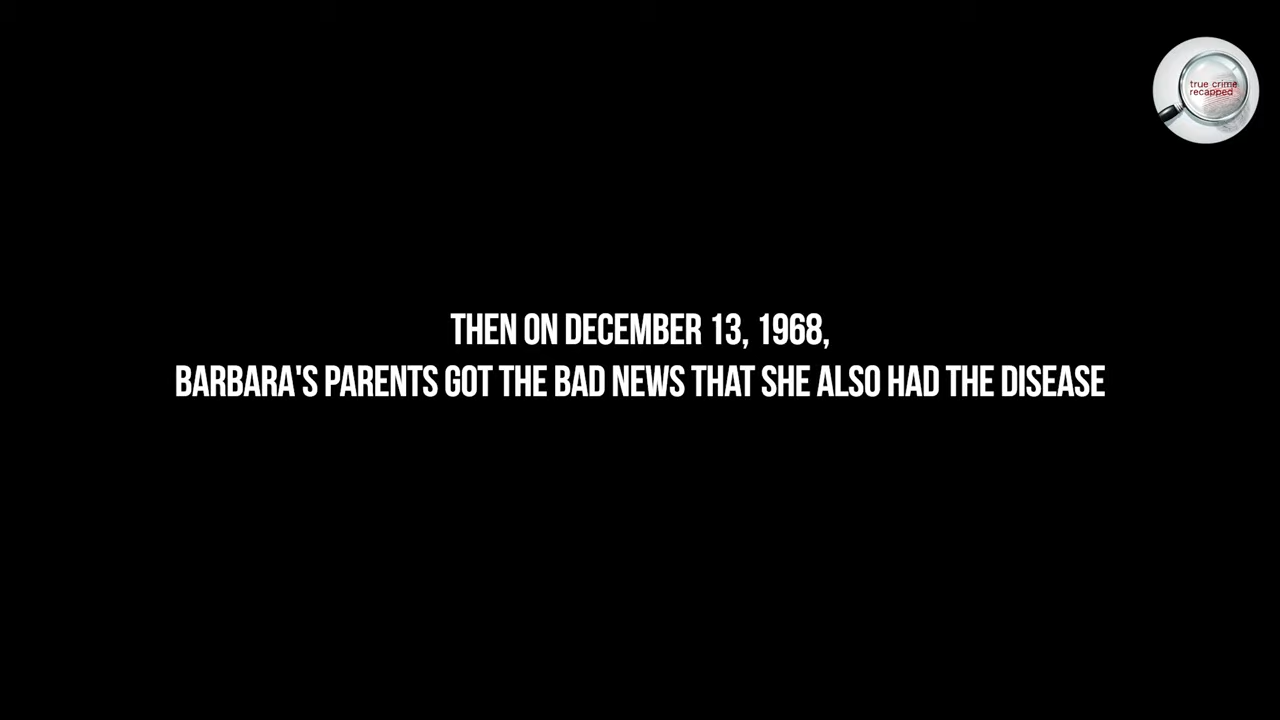 true crime
recapped
THEN ON DECEMBER 13, 1968,
BARBARA'S PARENTS GOT THE BAD NEWS THAT SHE ALSO HAD THE DISEASE